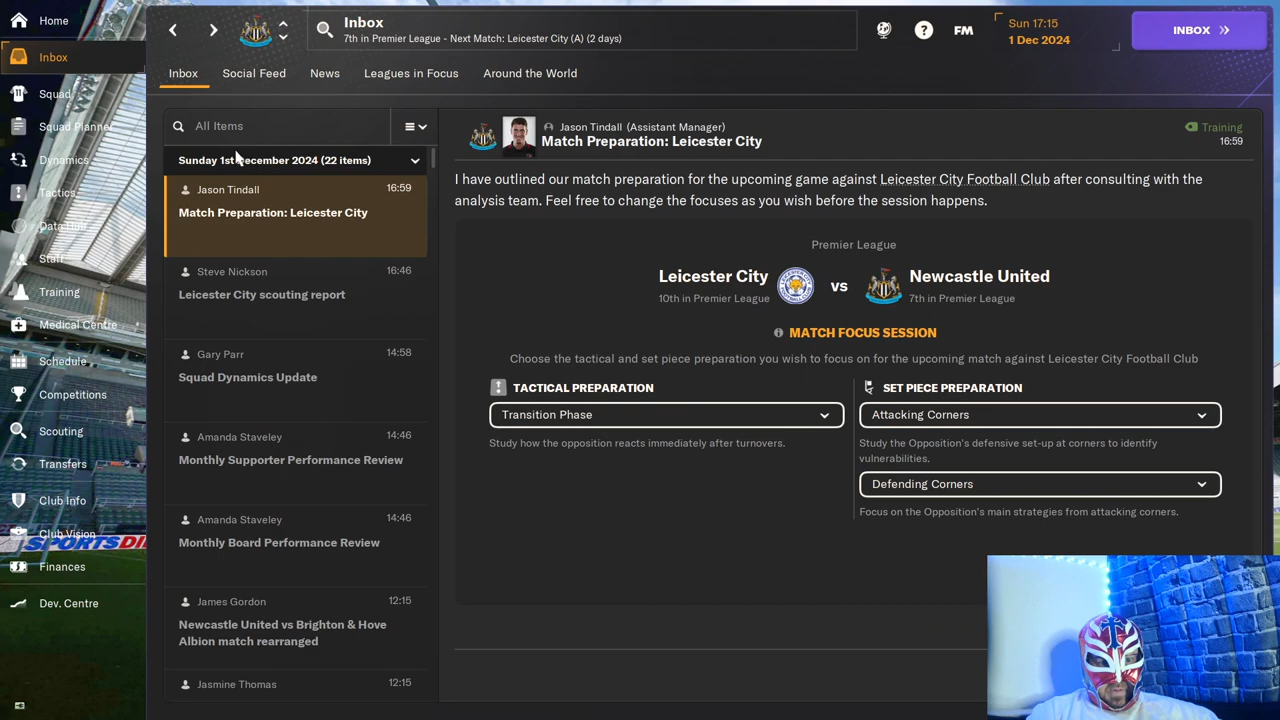 Home
Inbox
Squad
Squad Planner
Dynamics
Tactics
Data Hub
Staff
Training
Medical Centre
Schedule
Competitions
Scouting
Transfers
Club Info
Club Vision
Finances
Dev. Centre
SPORTSDI
Inbox
7th in Premier League - Next Match: Leicester City (A) (2 days)
?
FM
Sun 17:15
1 Dec 2024
INBOX
Inbox
Social Feed
News
Leagues in Focus
Around the World
All Items
Sunday 1st December 2024 (22 items)
Jason Tindall
16:59
Match Preparation: Leicester City
Steve Nickson
16:46
Leicester City scouting report
Gary Parr
14:58
Squad Dynamics Update
Amanda Staveley
14:46
Monthly Supporter Performance Review
Amanda Staveley
14:46
Monthly Board Performance Review
James Gordon
12:15
Newcastle United vs Brighton & Hove
Albion match rearranged
Jasmine Thomas
12:15
Jason Tindall (Assistant Manager)
Match Preparation: Leicester City
Training
16:59
I have outlined our match preparation for the upcoming game against Leicester City Football Club after consulting with the
analysis team. Feel free to change the focuses as you wish before the session happens.
Premier League
Leicester City
10th in Premier League
vs
Newcastle United
7th in Premier League
MATCH FOCUS SESSION
Choose the tactical and set piece preparation you wish to focus on for the upcoming match against Leicester City Football Club
TACTICAL PREPARATION
Transition Phase
Study how the opposition reacts immediately after turnovers.
SET PIECE PREPARATION
Attacking Corners
Study the Opposition's defensive set-up at corners to identify
vulnerabilities.
Defending Corners
Focus on the Opposition's main strategies from attacking corners.